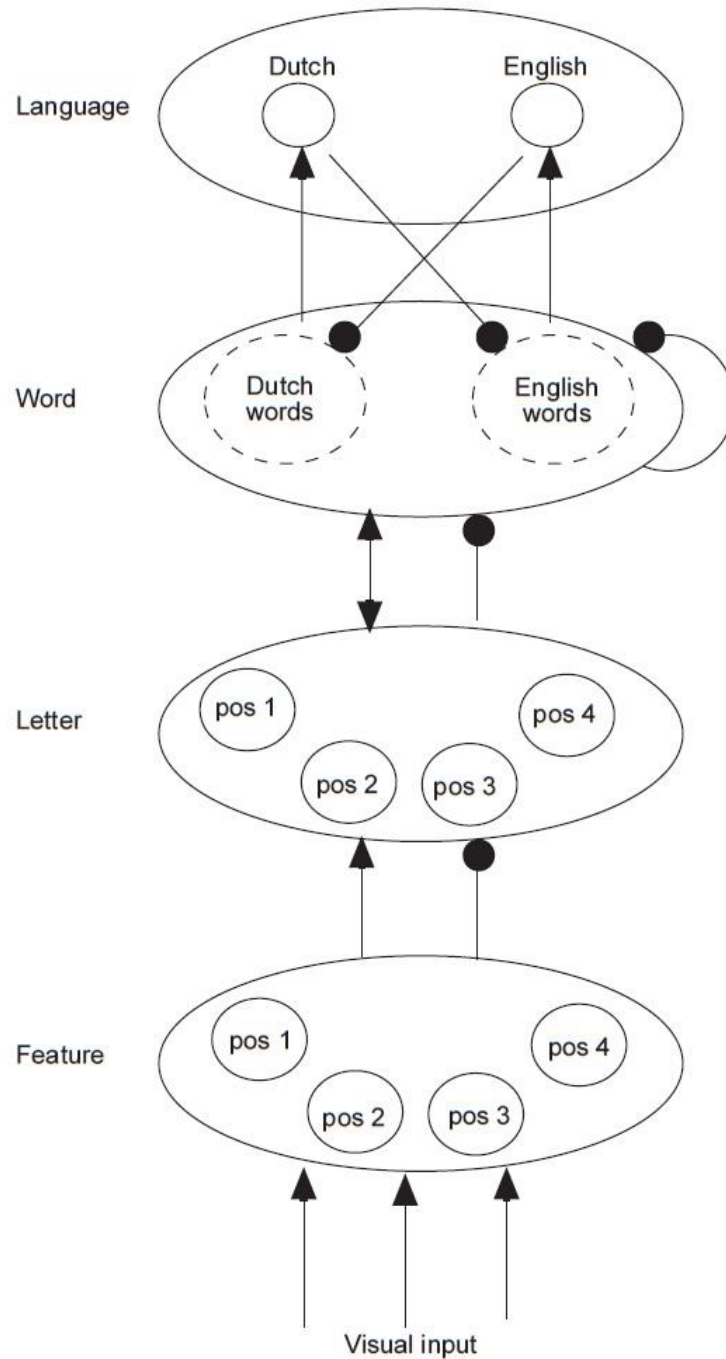 Dutch English
Language
Word
Dutch
words
English
words
Letter
pos 1
pos 4
pos 2
pos 3
Feature
pos 1
pos 4
pos 2
pos 3
Visual input